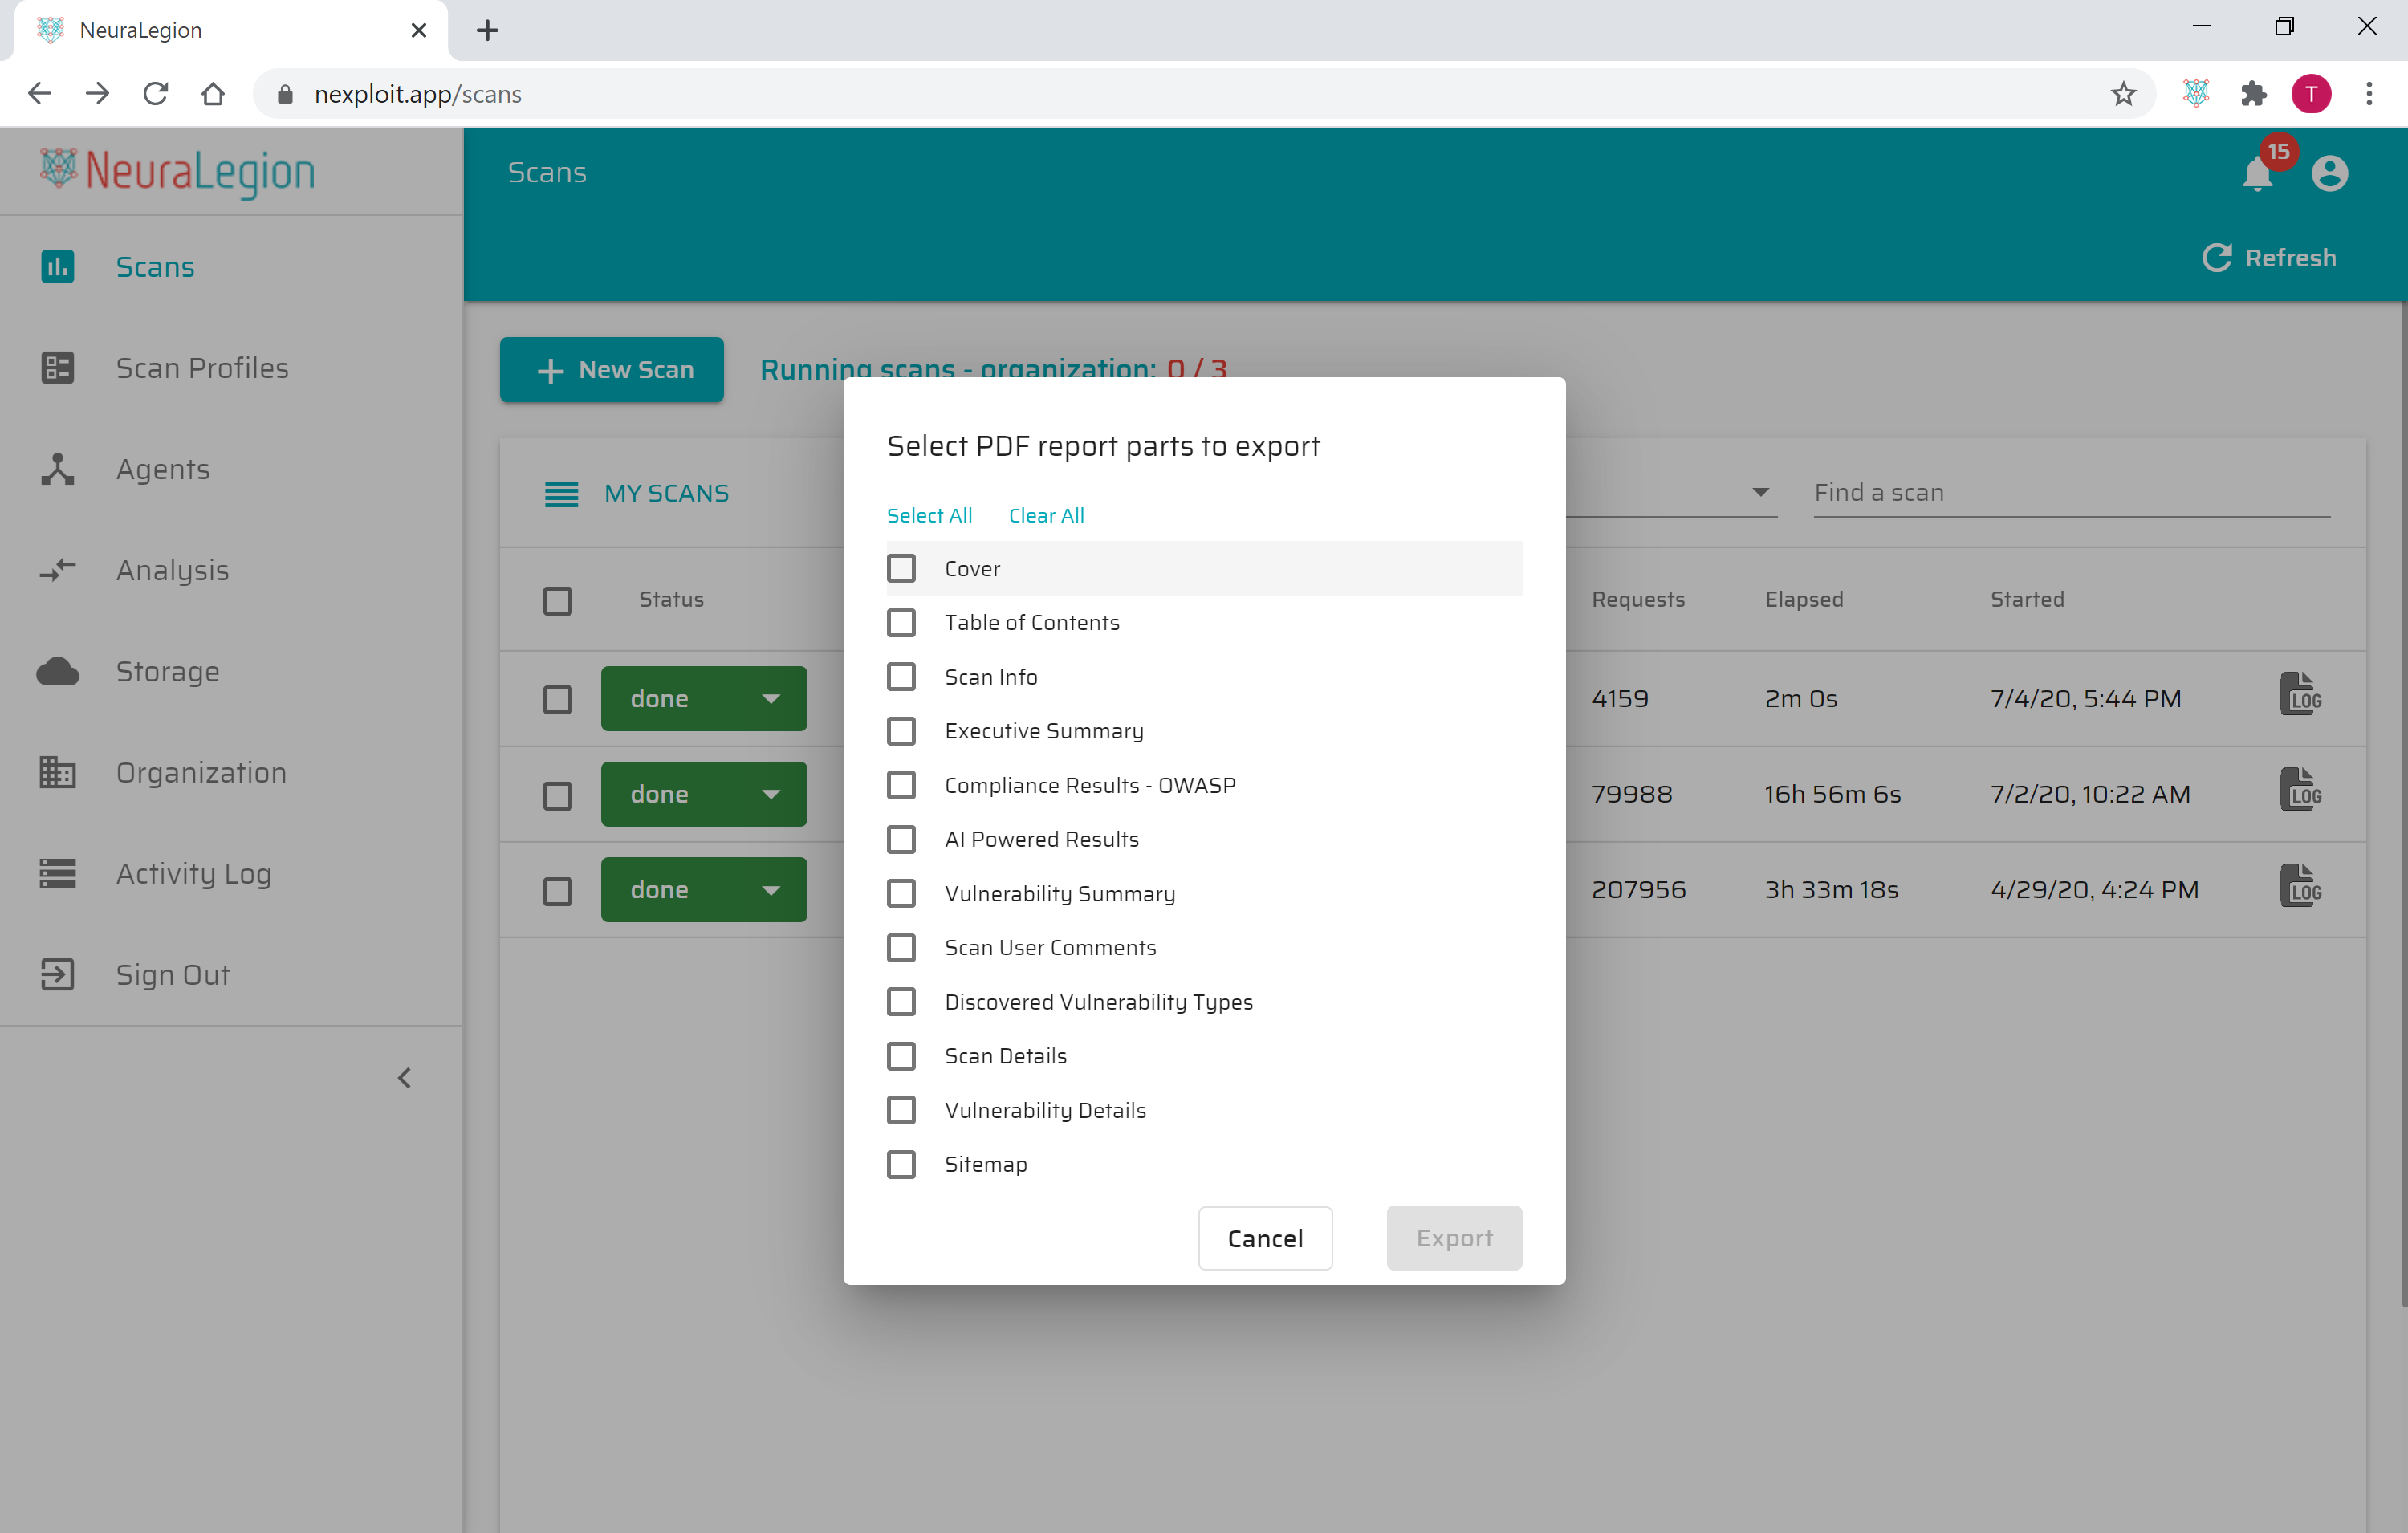 NeuraLegion
nexploit.app/scans
T
NeuraLegion
Scans
15
Refresh
Scans
Scan Profiles
Agents
Analysis
Storage
Organization
Activity Log
Sign Out
New Scan
Running scans - organization: 0 / 3
MY SCANS
Find a scan
Status
Requests
Elapsed
Started
done
4159
2m 0s
7/4/20, 5:44 PM
LOG
done
79988
16h 56m 6s
7/2/20, 10:22 AM
LOG
done
207956
3h 33m 18s
4/29/20, 4:24 PM
LOG
Select PDF report parts to export
Select All
Clear All
Cover
Table of Contents
Scan Info
Executive Summary
Compliance Results - OWASP
AI Powered Results
Vulnerability Summary
Scan User Comments
Discovered Vulnerability Types
Scan Details
Vulnerability Details
Sitemap
Cancel
Export